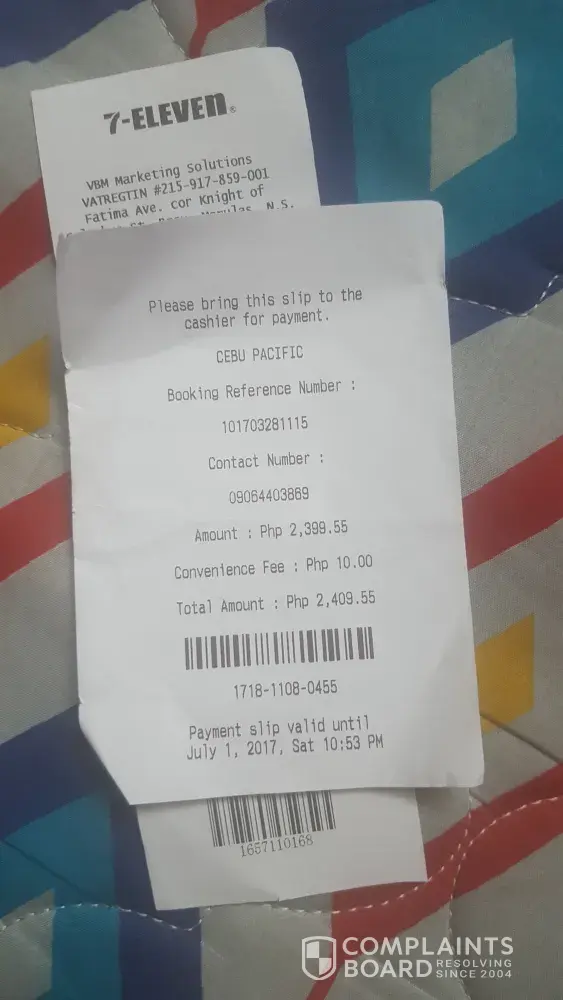 7-ELEVEn®
VBM Marketing Solutions
VATREGTIN #215-917-859-001
Fatima Ave. cor Knight of
N.S.
Please bring this slip to the
cashier for payment.
CEBU PACIFIC
Booking Reference Number :
101703281115
Contact Number :
09064403869
Amount : Php 2,399.55
Convenience Fee : Php 10.00
Total Amount : Php 2,409.55
1718-1108-0455
Payment slip valid until
July 1, 2017, Sat 10:53 PM
1657110168
COMPLAINTS
BOARD RESOLVING
SINCE 2004